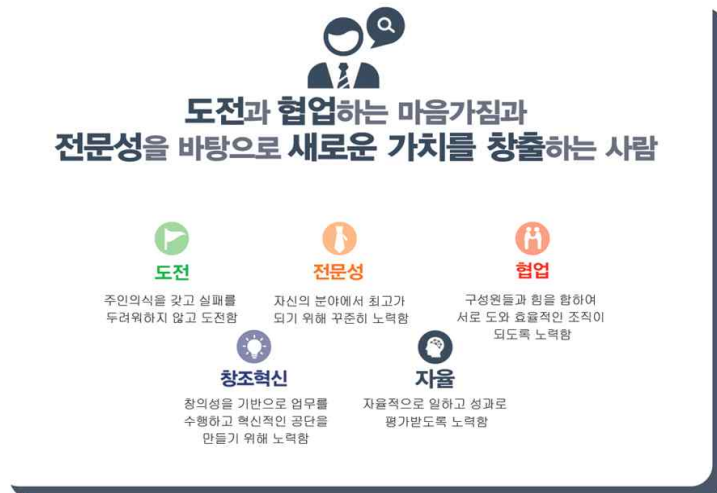 도전과 협업하는 마음가짐과
전문성을 바탕으로 새로운 가치를 창출하는 사람
도전
주인의식을 갖고 실패를
두려워하지 않고 도전함
전문성
자신의 분야에서 최고가
되기 위해 꾸준히 노력함
협업
구성원들과 힘을 합하여
서로 도와 효율적인 조직이
되도록 노력함
창조혁신
창의성을 기반으로 업무를
수행하고 혁신적인 공단을
만들기 위해 노력함
자율
자율적으로 일하고 성과로
평가받도록 노력함